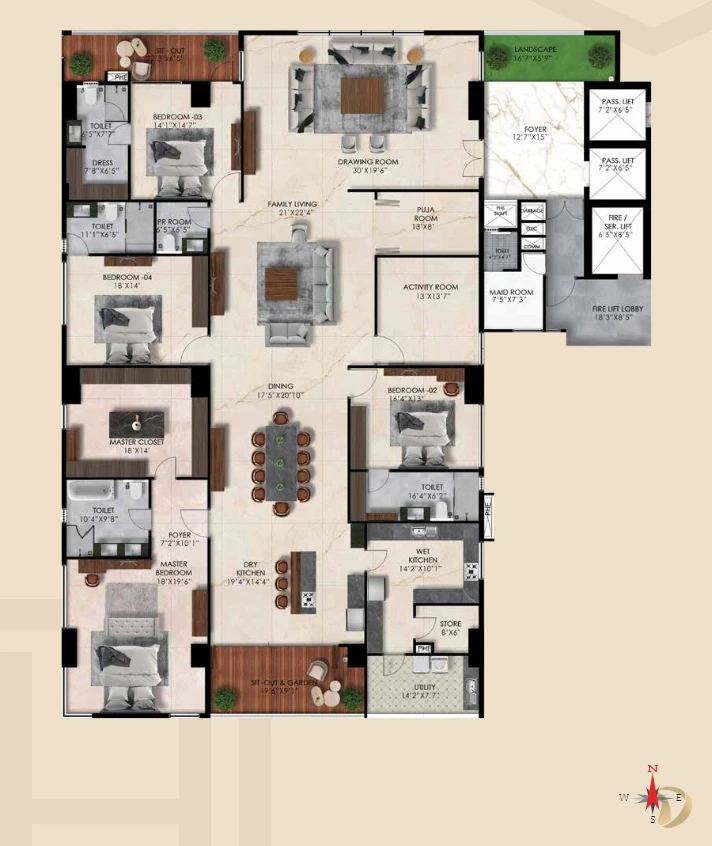 SIT - OUT
LANDSCAPE
16'7"X5'9"
PHE
BEDROOM -03
14'1"X14'7"
TOILET
6'5"X7'7"
DRESS
7'8"X6'5"
DRAWING ROOM
30'X19'6"
FOYER
12'7"X15'
PASS. LIFT
7'2"X6'5"
PASS. LIFT
7'2"X6'5"
FAMILY LIVING
21'X22'4"
PUJA
ROOM
13'X8'
PHE
SHAFT
GARBAGE
ELEC
COMM.
FIRE /
SER. LIFT
6'5"X8'5"
TOILET
11'1"X6'5"
PR ROOM
6'5"X6'5"
TOILET
BEDROOM -04
18'X14'
ACTIVITY ROOM
13'X13'7"
MAID ROOM
7'5"X7'3"
FIRE LIFT LOBBY
18'3"X8'5"
DINING
17'5"X20'10"
BEDROOM -02
16'4"X13'
MASTER CLOSET
18'X14'
TOILET
16'4"X6'2"
TOILET
10'4"X9'8"
PHE
FOYER
7'2"X10'1"
WET
KITCHEN
14'2"X10'1"
MASTER
BEDROOM
18'X19'6"
DRY
KITCHEN
19'4"X14'4"
STORE
8'X6'
PHE
SIT-OUT & GARDEN
19'6"X9'1"
UTILITY
14'2"X7'7"
N
W
E
S